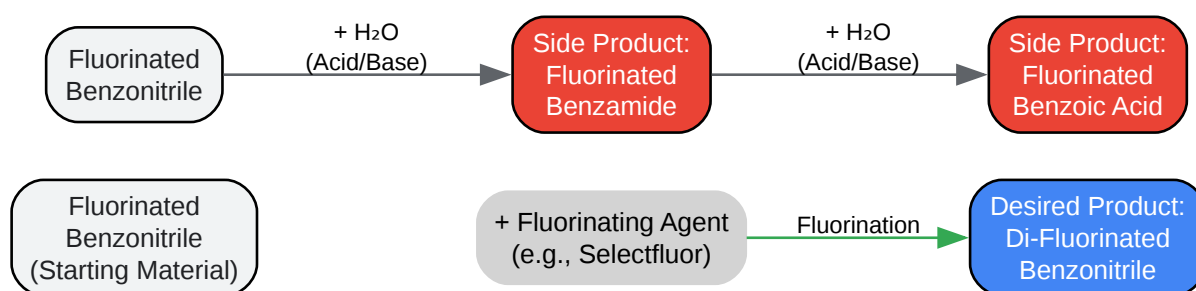 Fluorinated
Benzonitrile
+ H₂O
(Acid/Base)
Side Product:
Fluorinated
Benzamide
+ H₂O
(Acid/Base)
Side Product:
Fluorinated
Benzoic Acid
Fluorinated
Benzonitrile
(Starting Material)
+ Fluorinating Agent
(e.g., Selectfluor)
Fluorination
Desired Product:
Di-Fluorinated
Benzonitrile